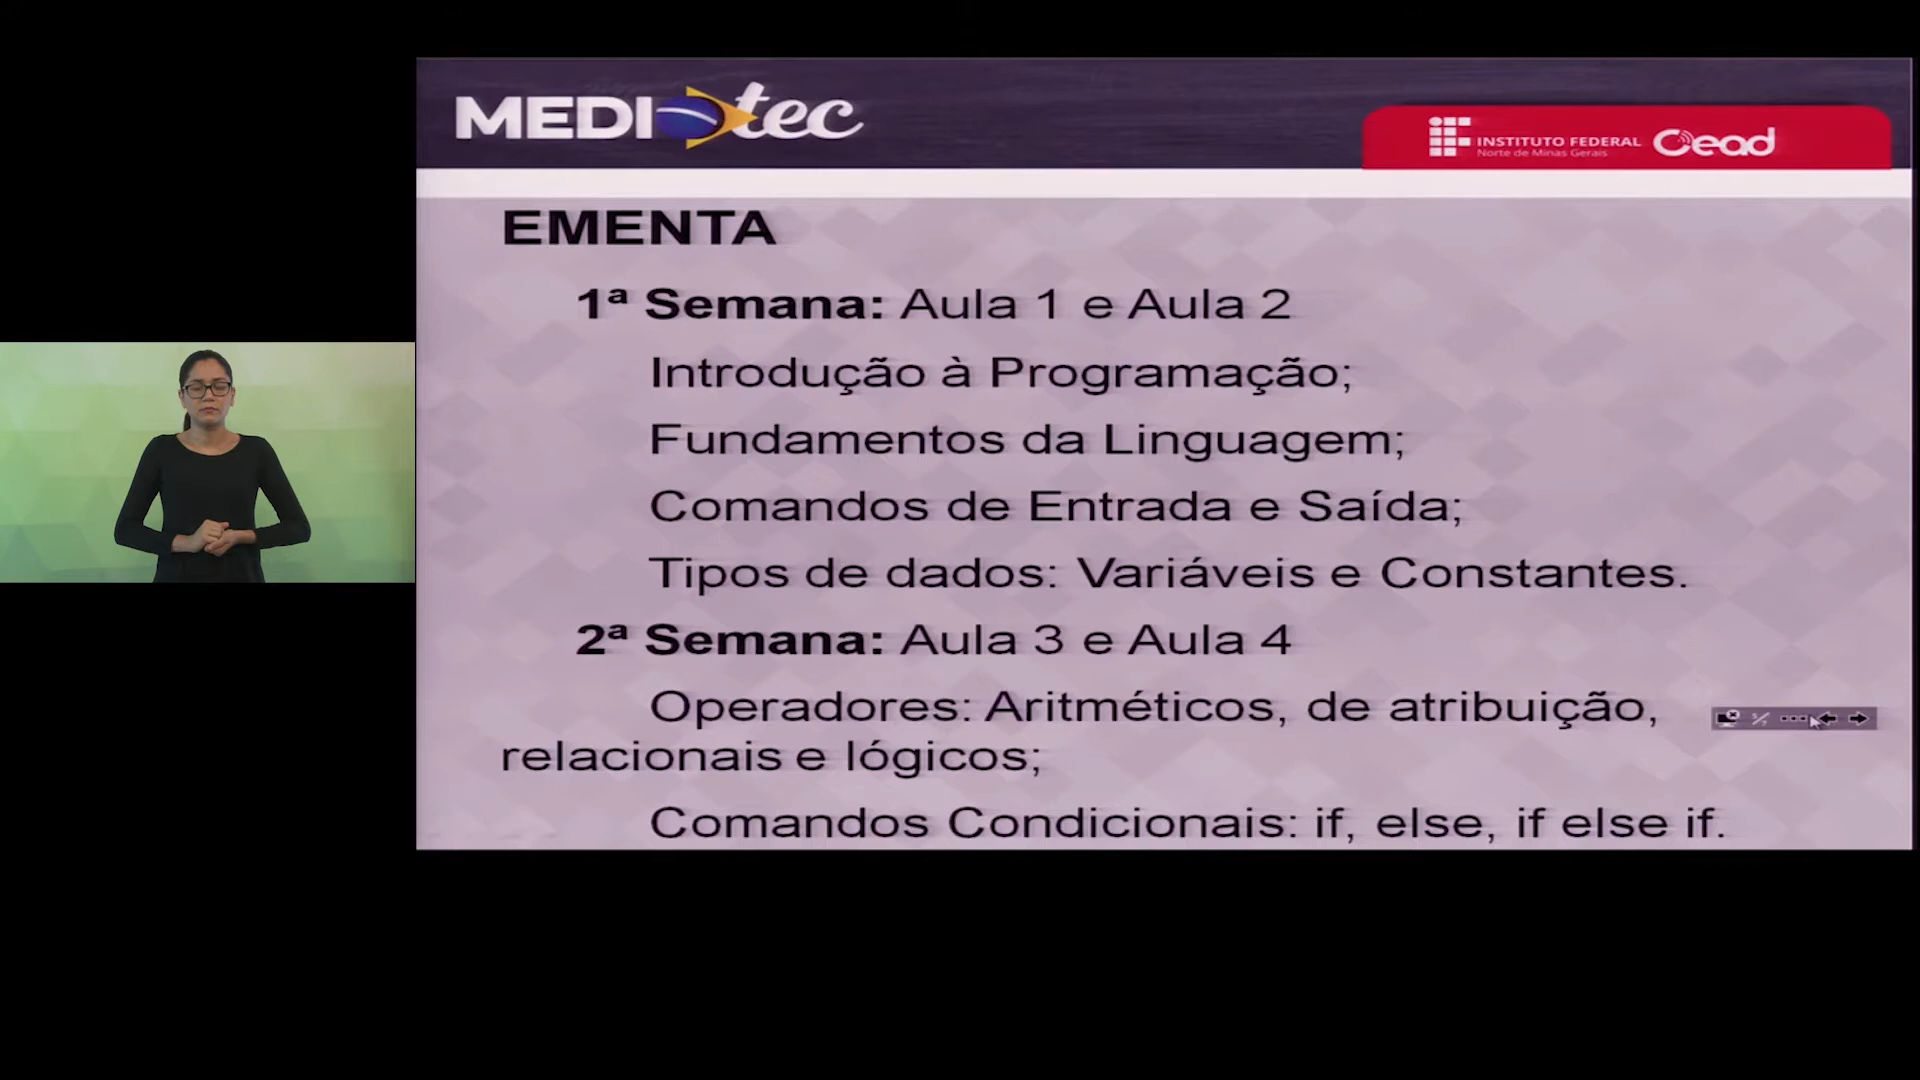 MEDIOtec
INSTITUTO FEDERAL
Norte de Minas Gerais
Cead
EMENTA
1ª Semana: Aula 1 e Aula 2
Introdução à Programação;
Fundamentos da Linguagem;
Comandos de Entrada e Saída;
Tipos de dados: Variáveis e Constantes.
2ª Semana: Aula 3 e Aula 4
Operadores: Aritméticos, de atribuição,
relacionais e lógicos;
Comandos Condicionais: if, else, if else if.